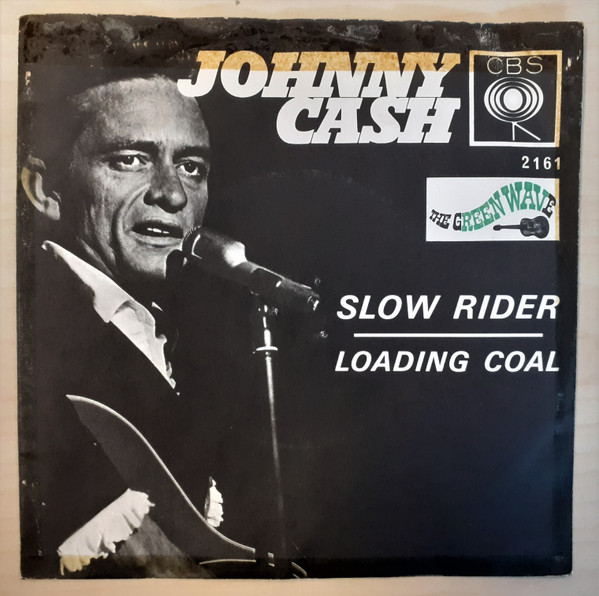 JOHNNY
CASH
CBS
2161
THE GREEN WAVE
SLOW RIDER
LOADING COAL